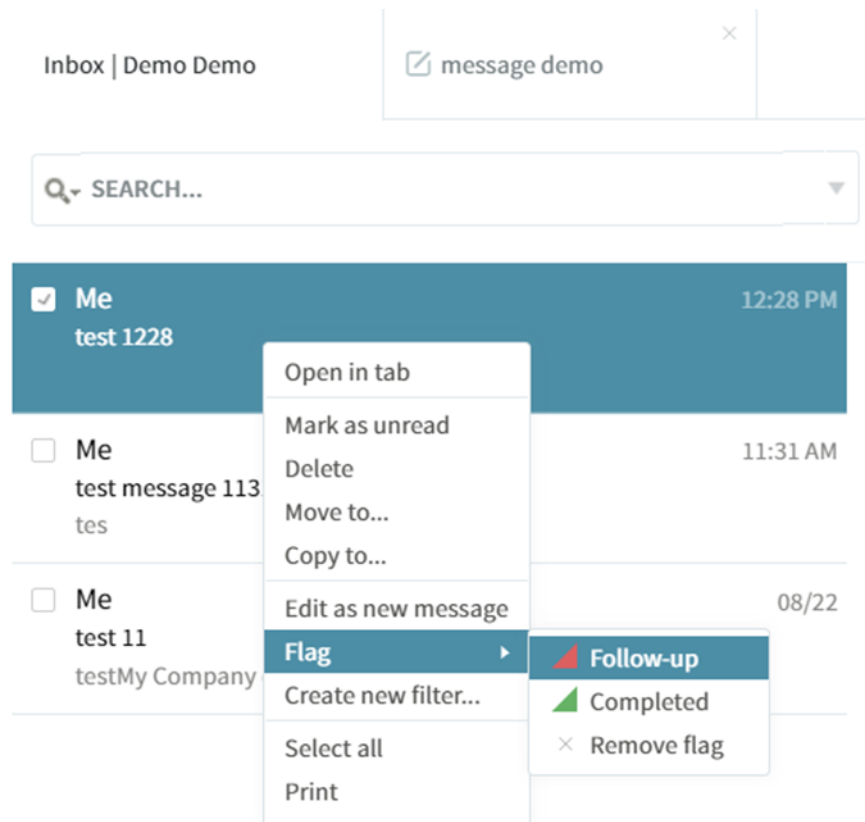 Inbox | Demo Demo
message demo
SEARCH...
Me 12:28 PM
test 1228
Open in tab
Mark as unread
Me 11:31 AM
Delete
test message 113
Move to...
tes
Copy to...
Me 08/22
Edit as new message
test 11
Flag
Follow-up
testMy Company
Create new filter...
Completed
Select all
Remove flag
Print